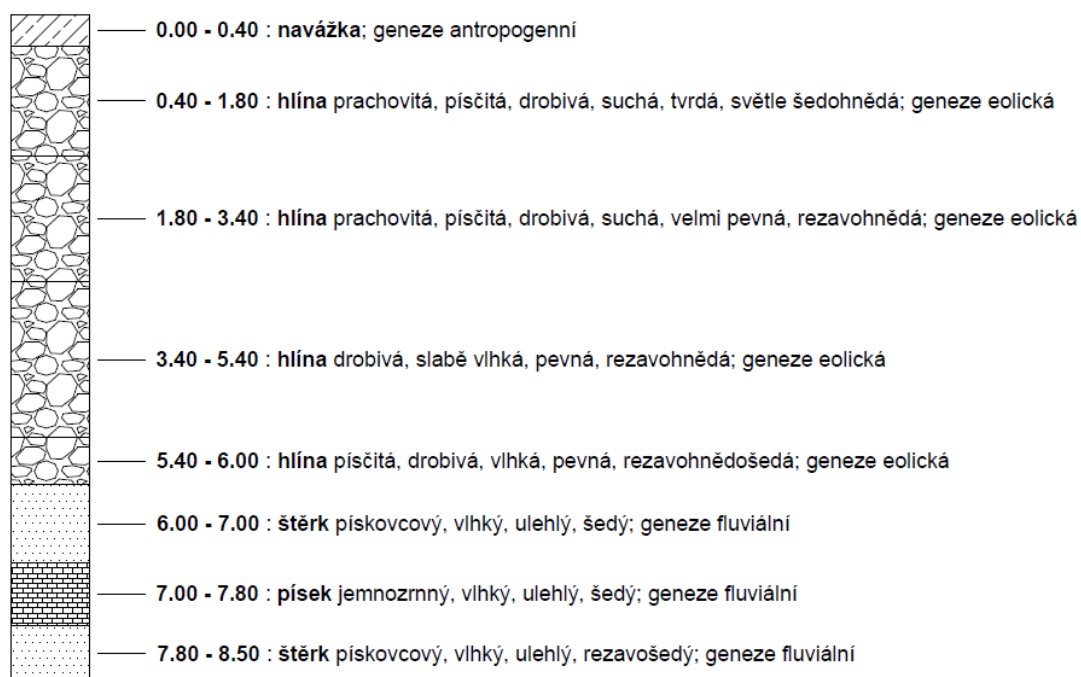 0.00 - 0.40 : navážka; geneze antropogenní
0.40 - 1.80 : hlína prachovitá, písčitá, drobivá, suchá, tvrdá, světle šedohnědá; geneze eolická
1.80 - 3.40 : hlína prachovitá, písčitá, drobivá, suchá, velmi pevná, rezavohnědá; geneze eolická
3.40 - 5.40 : hlína drobivá, slabě vlhká, pevná, rezavohnědá; geneze eolická
5.40 - 6.00 : hlína písčitá, drobivá, vlhká, pevná, rezavohnědošedá; geneze eolická
6.00 - 7.00 : štěrk pískovcový, vlhký, ulehlý, šedý; geneze fluviální
7.00 - 7.80 : písek jemnozrnný, vlhký, ulehlý, šedý; geneze fluviální
7.80 - 8.50 : štěrk pískovcový, vlhký, ulehlý, rezavošedý; geneze fluviální